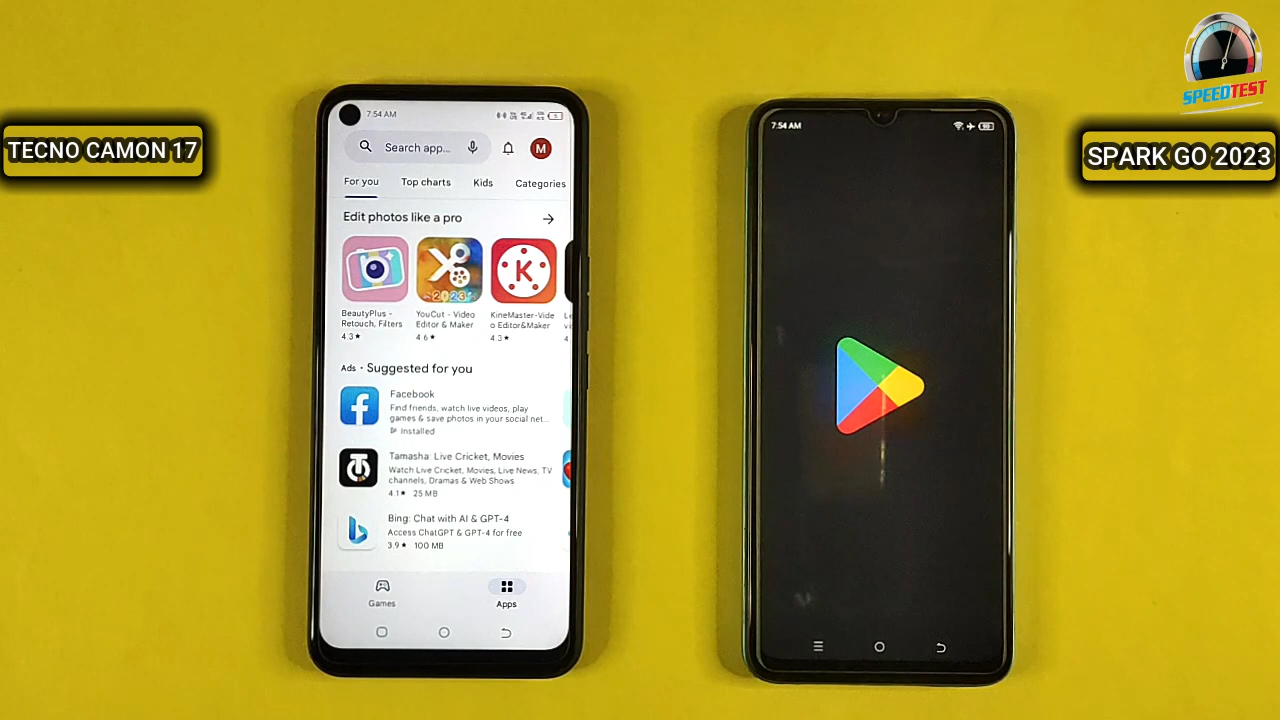 SPEEDTEST
TECNO CAMON 17
SPARK GO 2023
7:54 AM
Search app...
M
For you
Top charts
Kids
Categories
Edit photos like a pro
2023
K
BeautyPlus -
Retouch, Filters
4.3★
YouCut - Video
Editor & Maker
4.6★
KineMaster-Vide
o Editor&Maker
4.3★
Ads · Suggested for you
Facebook
Find friends, watch live videos, play
games & save photos in your social net...
Installed
Tamasha: Live Cricket, Movies
Watch Live Cricket, Movies, Live News, TV
channels, Dramas & Web Shows
4.1★ 25 MB
Bing: Chat with AI & GPT-4
Access ChatGPT & GPT-4 for free
3.9★ 100 MB
Games
Apps
7:54 AM